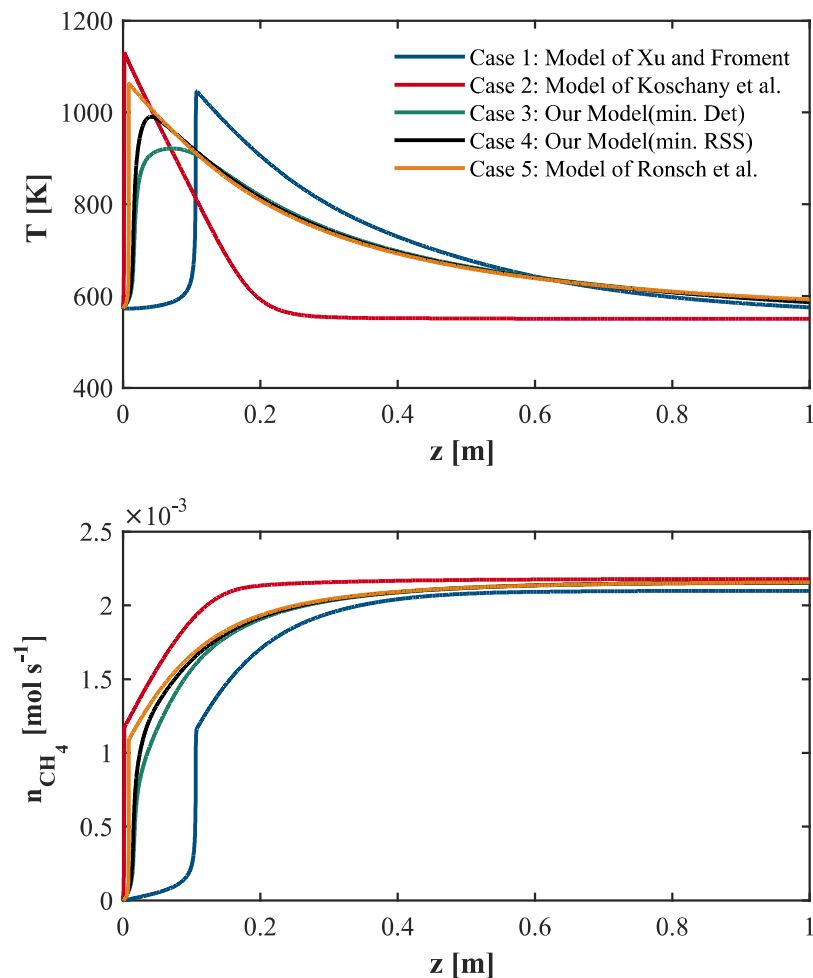 1200
1000
800
600
400
T [K]
Case 1: Model of Xu and Froment
Case 2: Model of Koschany et al.
Case 3: Our Model(min. Det)
Case 4: Our Model(min. RSS)
Case 5: Model of Ronsch et al.
0 0.2 0.4 0.6 0.8 1
z [m]
×10⁻³
2.5
2
1.5
1
0.5
0
n_CH₄ [mol s⁻¹]
0 0.2 0.4 0.6 0.8 1
z [m]